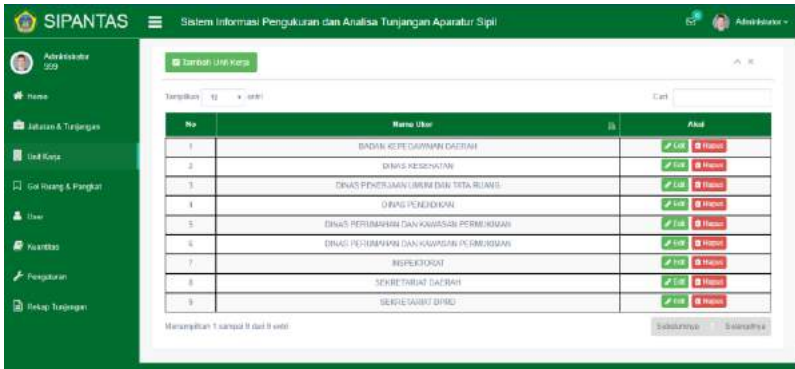 SIPANTAS
Sistem Informasi Pengukuran dan Analisa Tunjangan Aparatur Sipil
Administrator
Administrator
999
Home
Jabatan & Tunjangan
Unit Kerja
Gol Ruang & Pangkat
User
Kuantitas
Pengaturan
Rekap Tunjangan
Tambah Unit Kerja
Tampilkan 10 entri
Cari
No Nama Uker Aksi
1 BADAN KEPEGAWAIAN DAERAH Edit Hapus
2 DINAS KESEHATAN Edit Hapus
3 DINAS PEKERJAAN UMUM DAN TATA RUANG Edit Hapus
4 DINAS PENDIDIKAN Edit Hapus
5 DINAS PERUMAHAN DAN KAWASAN PERMUKIMAN Edit Hapus
6 DINAS PERUMAHAN DAN KAWASAN PERMUKIMAN Edit Hapus
7 INSPEKTORAT Edit Hapus
8 SEKRETARIAT DAERAH Edit Hapus
9 SEKRETARIAT DPRD Edit Hapus
Menampilkan 1 sampai 9 dari 9 entri
Sebelumnya 1 Selanjutnya